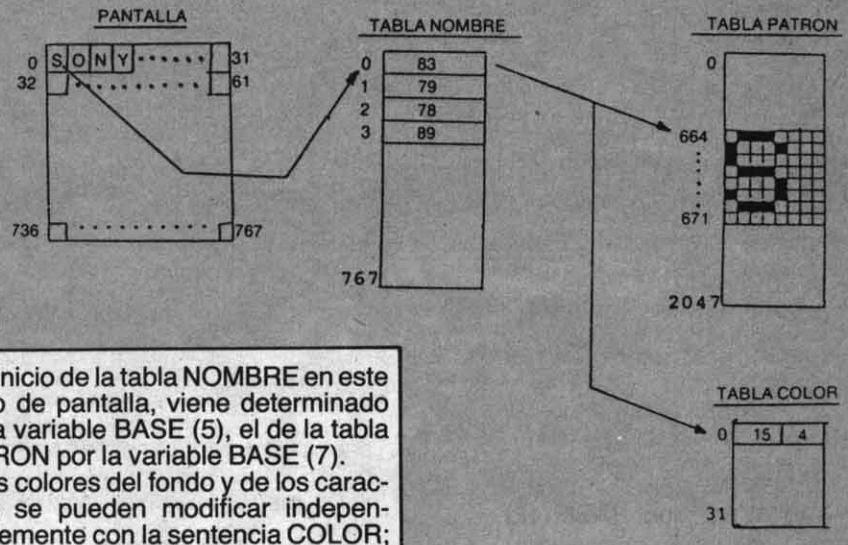 PANTALLA
0 S O N Y 31
32 61
736 767
TABLA NOMBRE
0 83
1 79
2 78
3 89
767
TABLA PATRON
0
664
671
2047
TABLA COLOR
0 15 4
31
nicio de la tabla NOMBRE en este
o de pantalla, viene determinado
a variable BASE (5), el de la tabla
RON por la variable BASE (7).
s colores del fondo y de los carac-
se pueden modificar indepen-
emente con la sentencia COLOR;